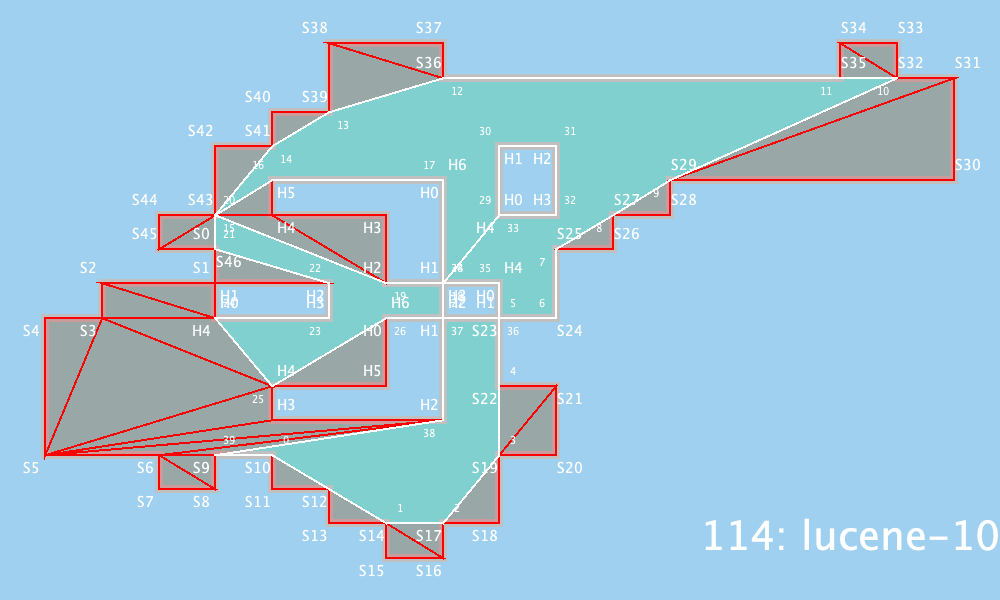 S38 S37 S34 S33
S36 S35 S32 S31
12 11 10
S40 S39
13
S42 S41 30 31
14 H1 H2
16 17 H6 S29 S30
H5 H0
S44 S43 20 29 H0 H3 32 S27 9 S28
15 H4 H4 33 8
S45 S0 21 H3 S25 S26
S46 7
S2 S1 22 H2 H1 35 H4
19
H1 H2 H0
H3 H6 H2 H1 5 6
S4 S3 H4 23 H0 26 H1 37 S23 36 S24
H4 H5 4
25 H3 H2 S22 S21
39 0 38 3
S5 S6 S9 S10 S19 S20
S7 S8 S11 S12
1 2
S13 S14 S17 S18
S15 S16
114: lucene-10